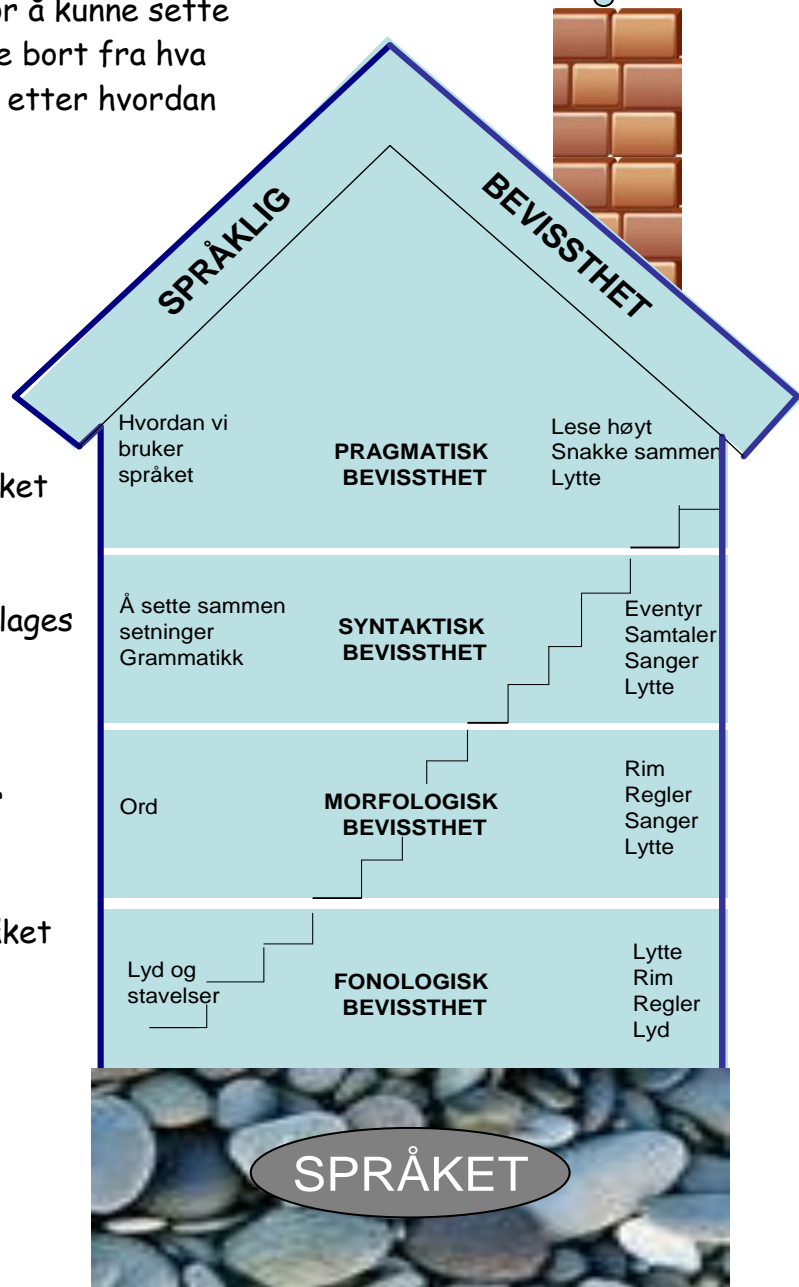 or å kunne sette
e bort fra hva
etter hvordan
SPRÅKLIG
BEVISSTHET
Hvordan vi
bruker
språket
PRAGMATISK
BEVISSTHET
Lese høyt
Snakke sammen
Lytte
ket
Å sette sammen
setninger
Grammatikk
SYNTAKTISK
BEVISSTHET
Eventyr
Samtaler
Sanger
Lytte
lages
Ord
MORFOLOGISK
BEVISSTHET
Rim
Regler
Sanger
Lytte
ket
Lyd og
stavelser
FONOLOGISK
BEVISSTHET
Lytte
Rim
Regler
Lyd
SPRÅKET